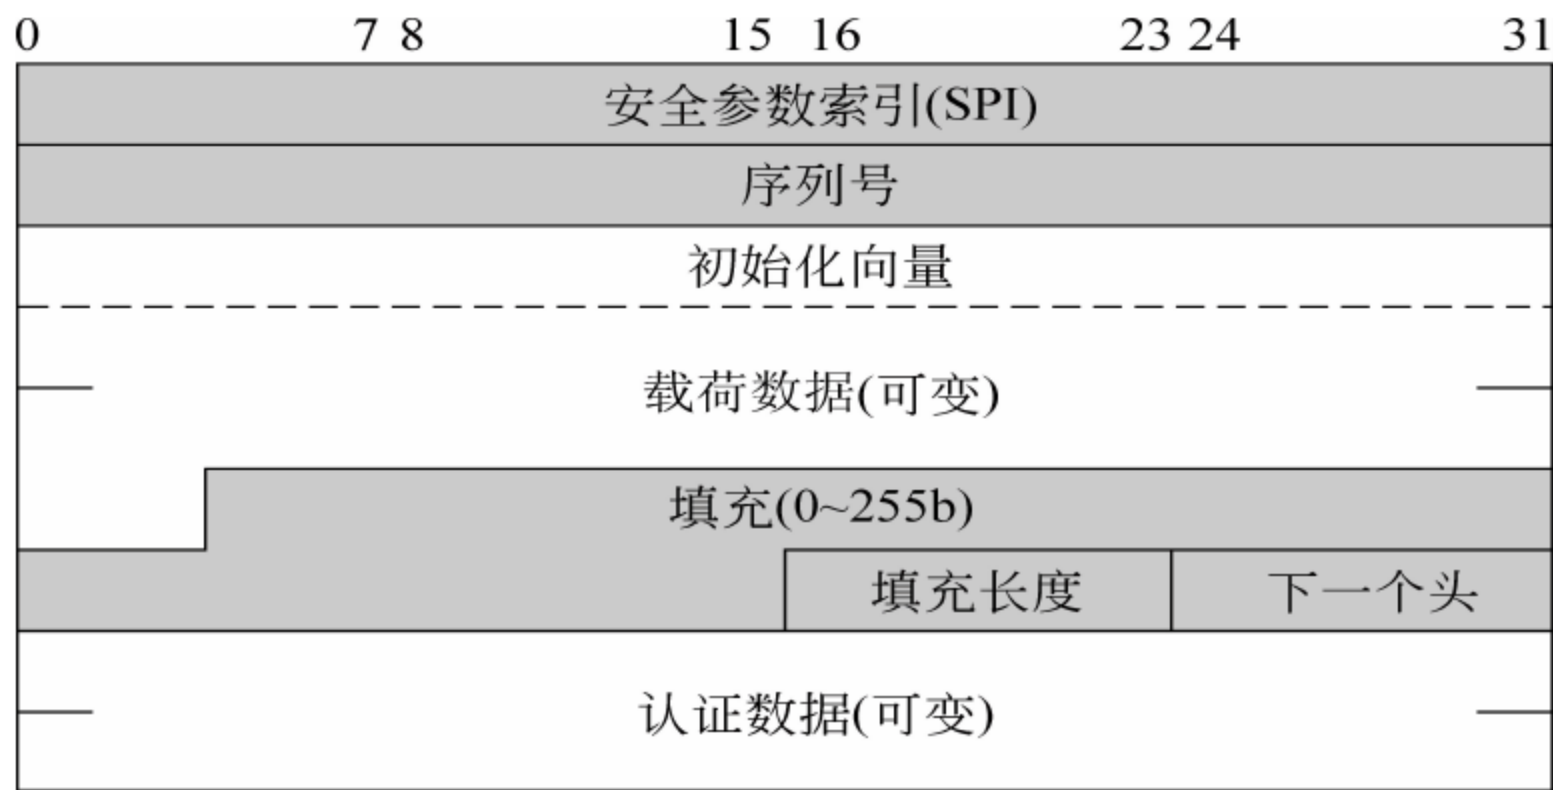 0 7 8 15 16 23 24 31
安全参数索引(SPI)
序列号
初始化向量
载荷数据(可变)
填充(0~255b)
填充长度 下一个头
认证数据(可变)